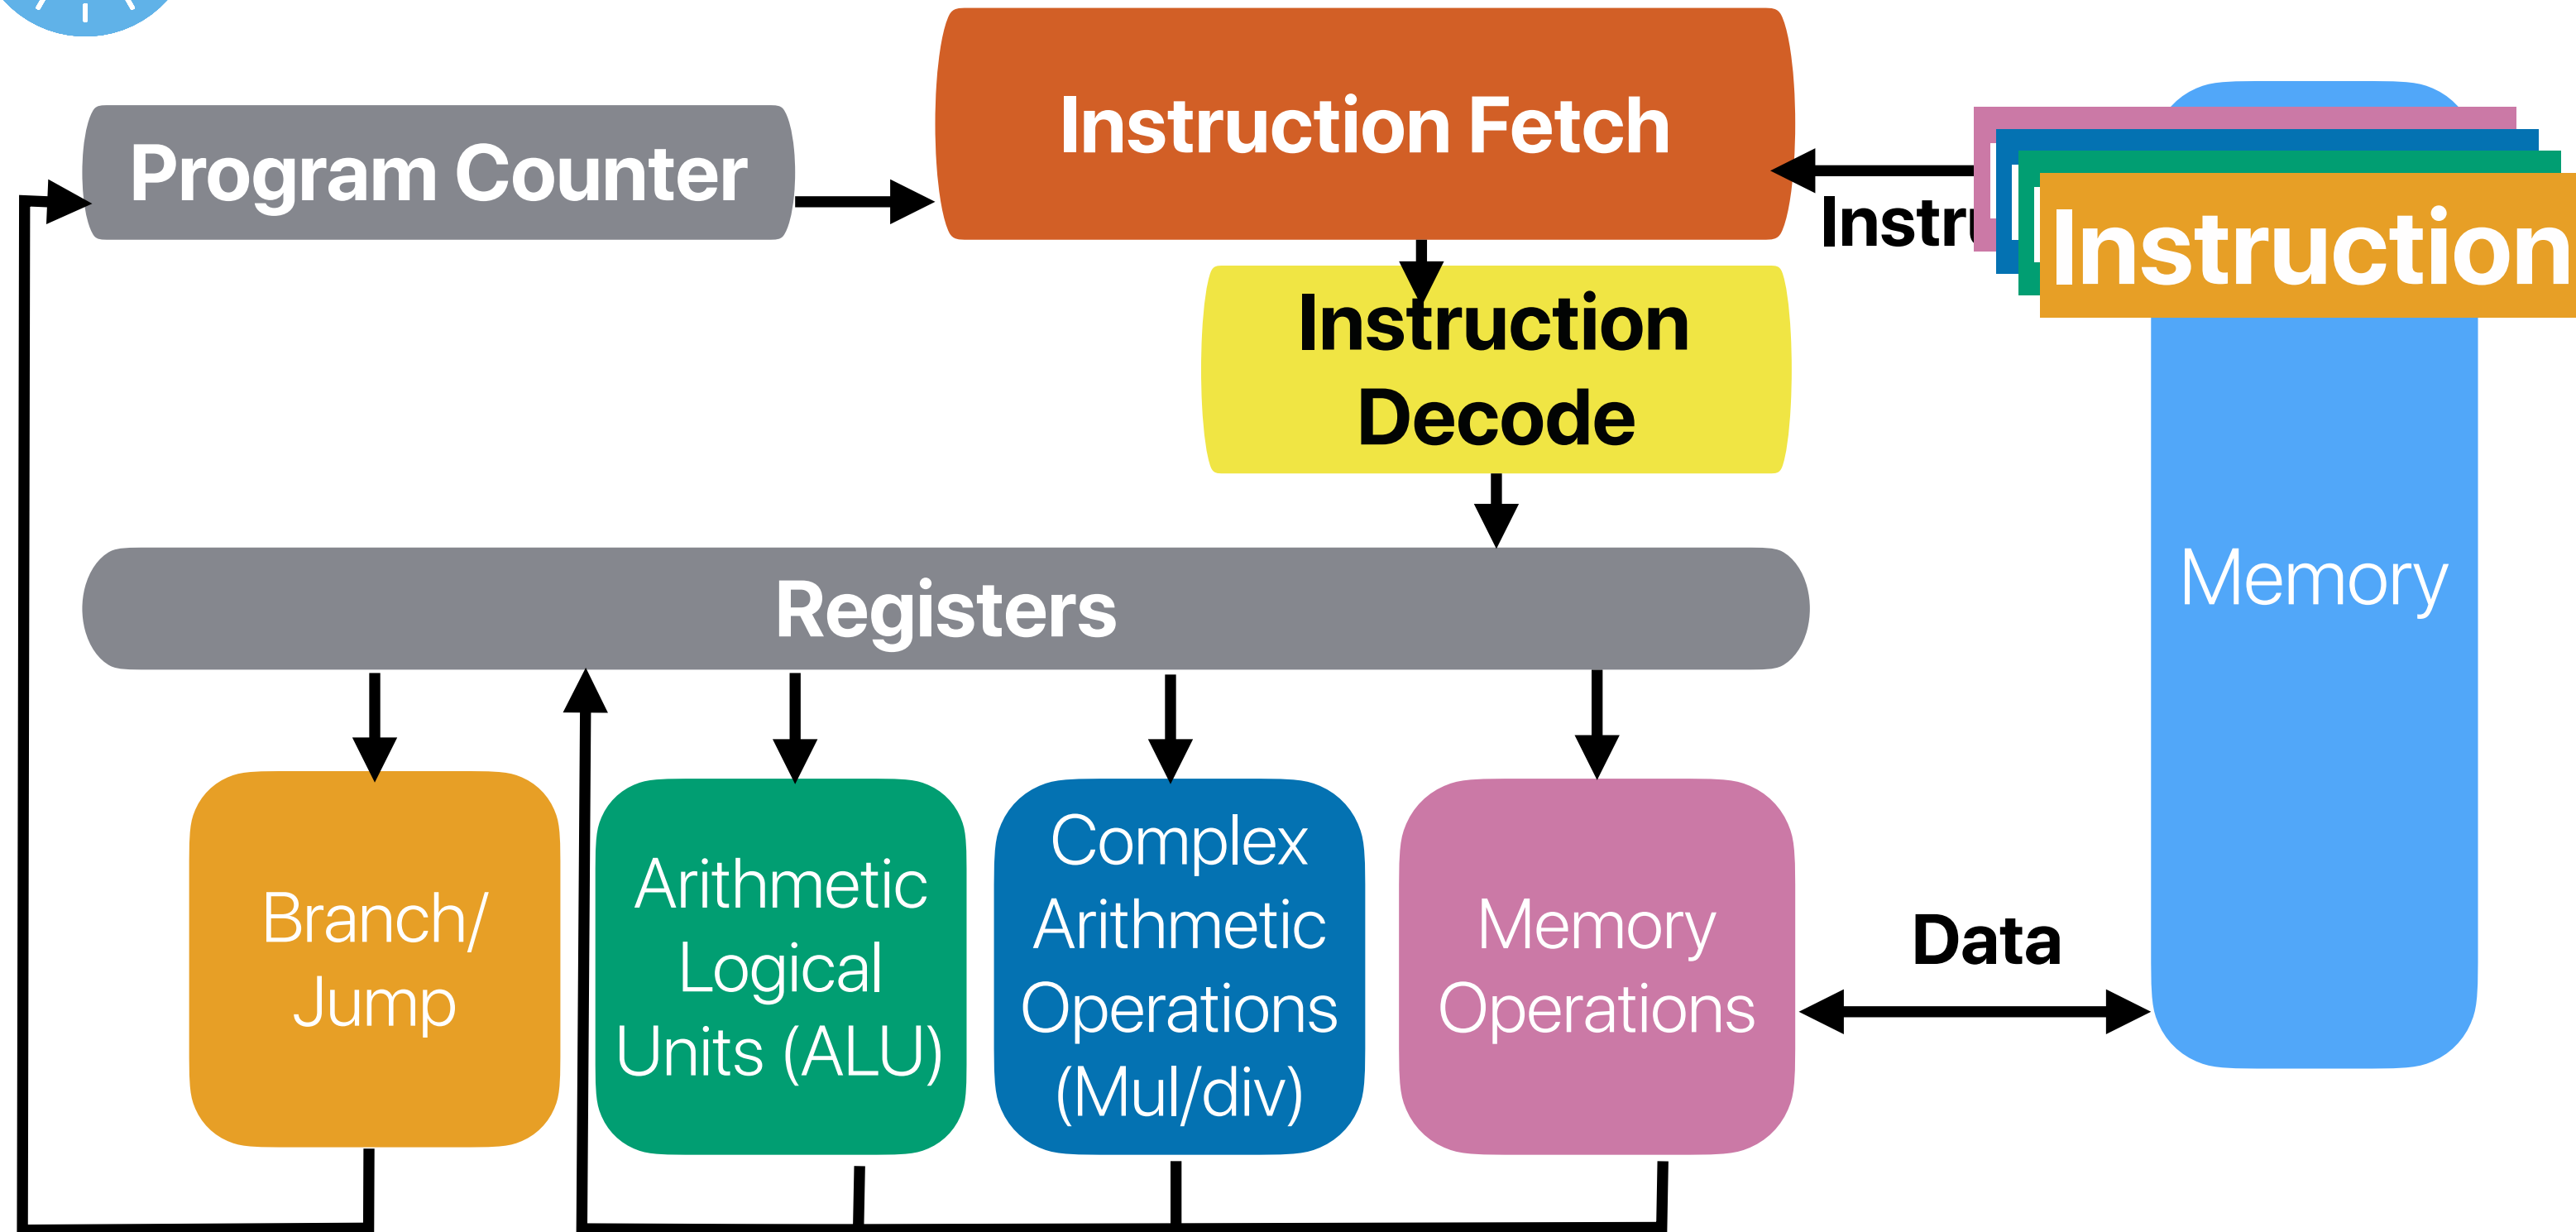 Program Counter
Instruction Fetch
Instr
Instruction
Instruction
Decode
Memory
Registers
Branch/
Jump
Arithmetic
Logical
Units (ALU)
Complex
Arithmetic
Operations
(Mul/div)
Memory
Operations
Data